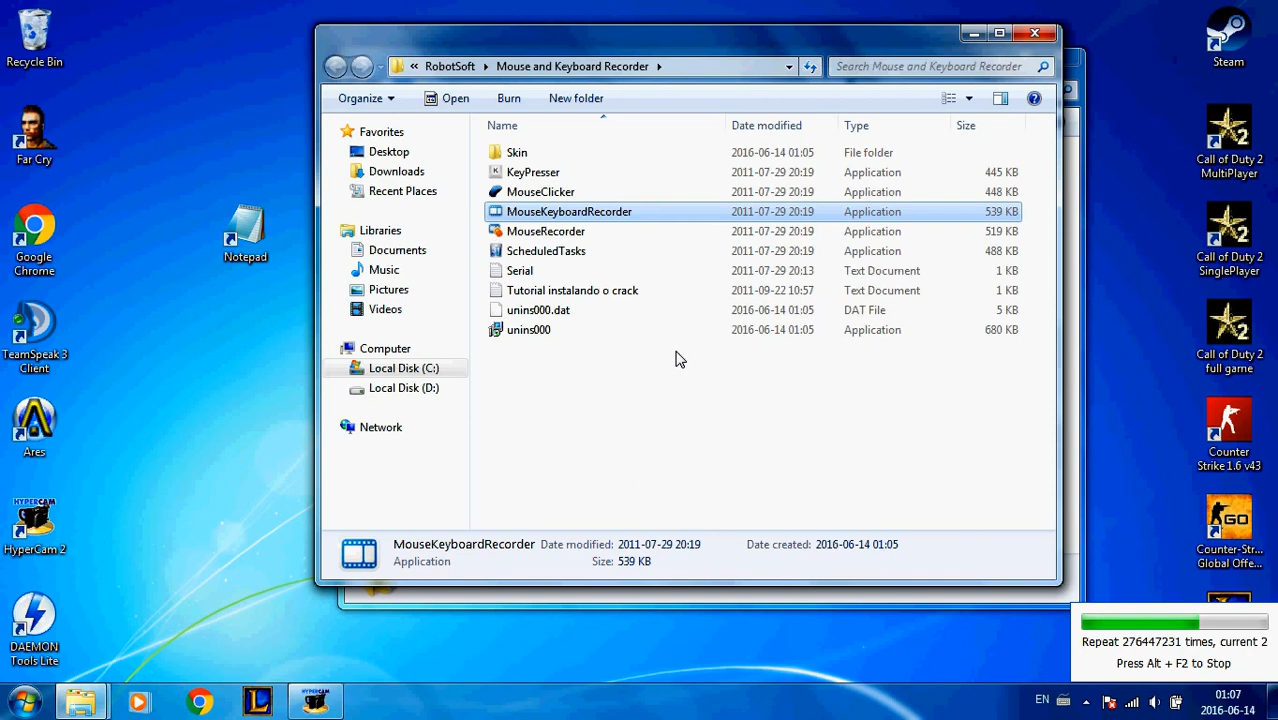 Recycle Bin
Far Cry
Google
Chrome
TeamSpeak 3
Client
Ares
HYPERCAM
HyperCam 2
DAEMON
Tools Lite
Notepad
« RobotSoft Mouse and Keyboard Recorder
Search Mouse and Keyboard Recorder
Organize Open Burn New folder
Name Date modified Type Size
Favorites
Desktop
Downloads
Recent Places
Libraries
Documents
Music
Pictures
Videos
Computer
Local Disk (C:)
Local Disk (D:)
Network
Skin 2016-06-14 01:05 File folder
KeyPresser 2011-07-29 20:19 Application 445 KB
MouseClicker 2011-07-29 20:19 Application 448 KB
MouseKeyboardRecorder 2011-07-29 20:19 Application 539 KB
MouseRecorder 2011-07-29 20:19 Application 519 KB
ScheduledTasks 2011-07-29 20:19 Application 488 KB
Serial 2011-07-29 20:13 Text Document 1 KB
Tutorial instalando o crack 2011-09-22 10:57 Text Document 1 KB
unins000.dat 2016-06-14 01:05 DAT File 5 KB
unins000 2016-06-14 01:05 Application 680 KB
MouseKeyboardRecorder Date modified: 2011-07-29 20:19 Date created: 2016-06-14 01:05
Application Size: 539 KB
Steam
2
Call of Duty 2
MultiPlayer
2
Call of Duty 2
SinglePlayer
2
Call of Duty 2
full game
Counter
Strike 1.6 v43
GO
Counter-Str...
Global Offe...
Repeat 276447231 times, current 2
Press Alt + F2 to Stop
L
HYPERCAM
EN
01:07
2016-06-14